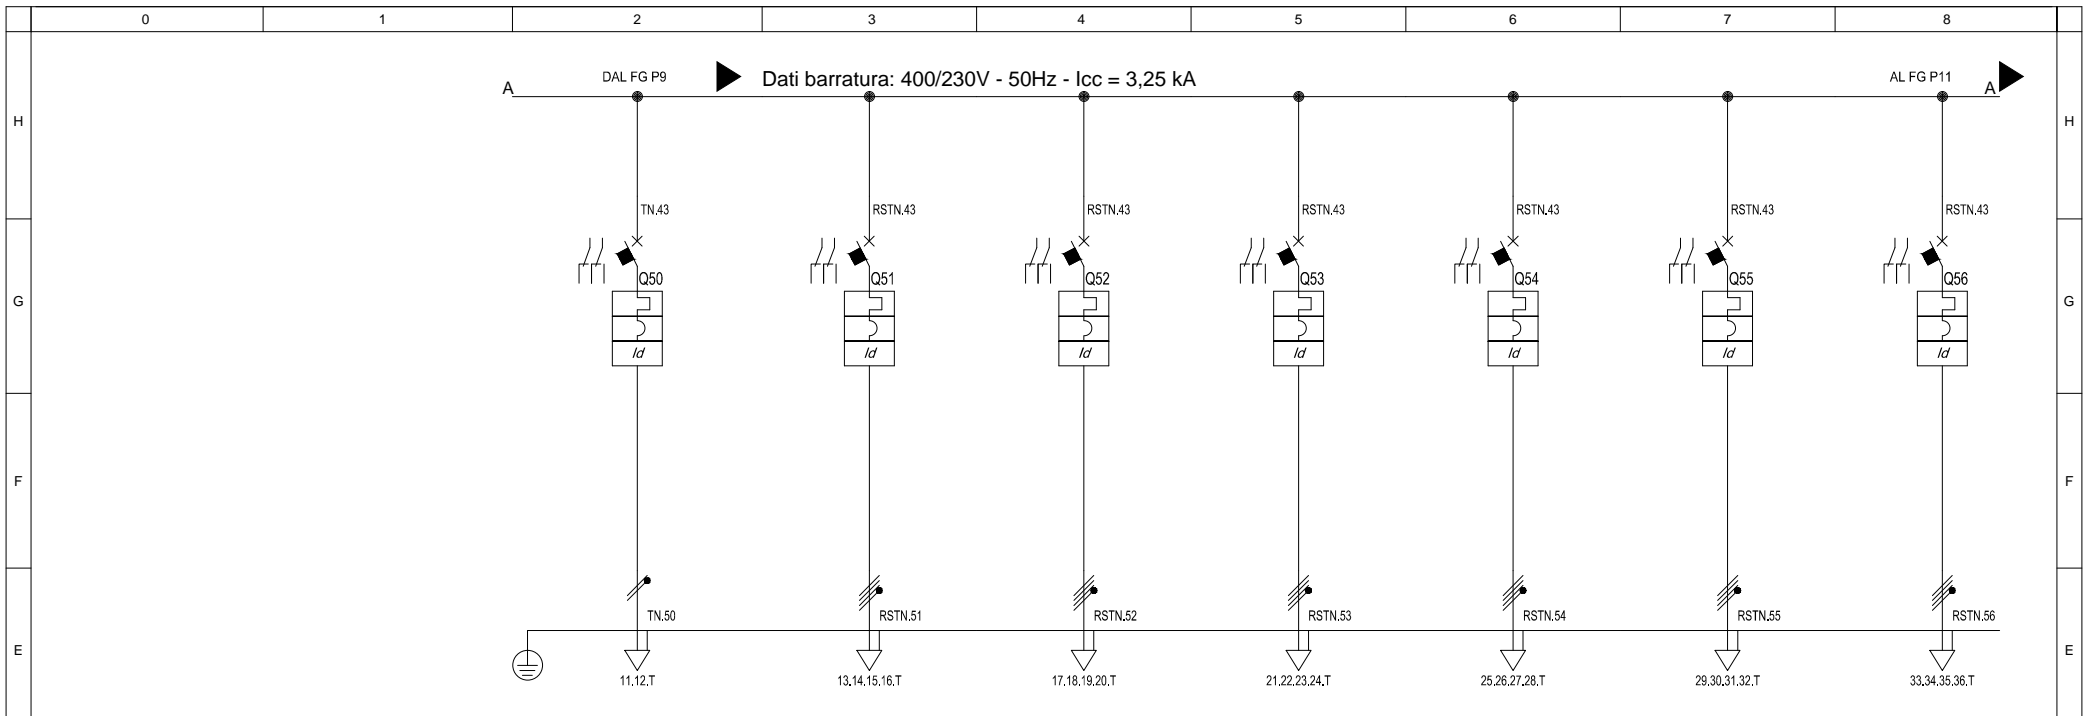 0 1 2 3 4 5 6 7 8
DAL FG P9 Dati barratura: 400/230V - 50Hz - Icc = 3,25 kA AL FG P11
A A
H H
TN.43 RSTN.43 RSTN.43 RSTN.43 RSTN.43 RSTN.43 RSTN.43
Q50 Q51 Q52 Q53 Q54 Q55 Q56
G G
Id Id Id Id Id Id Id
F F
TN.50 RSTN.51 RSTN.52 RSTN.53 RSTN.54 RSTN.55 RSTN.56
E E
11.12.T 13.14.15.16.T 17.18.19.20.T 21.22.23.24.T 25.26.27.28.T 29.30.31.32.T 33.34.35.36.T